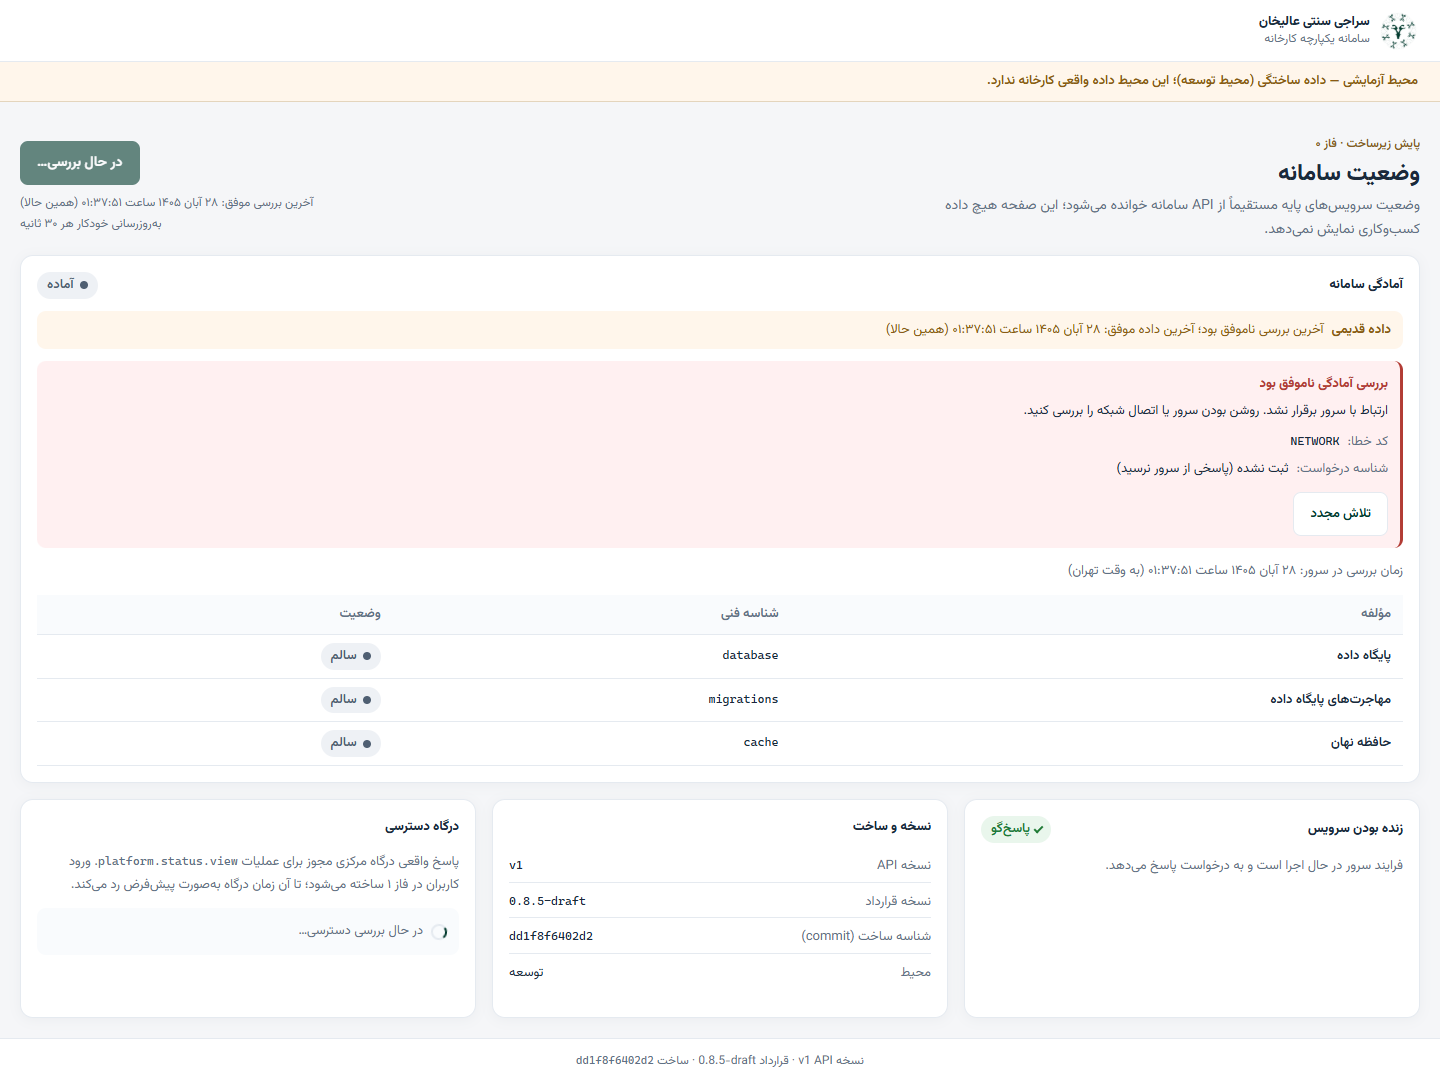 سراجی سنتی عالیخان
سامانه یکپارچه کارخانه
محیط آزمایشی — داده ساختگی (محیط توسعه)؛ این محیط داده واقعی کارخانه ندارد.
پایش زیرساخت · فاز ۰
وضعیت سامانه
وضعیت سرویس‌های پایه مستقیماً از API سامانه خوانده می‌شود؛ این صفحه هیچ داده
کسب‌وکاری نمایش نمی‌دهد.
در حال بررسی…
آخرین بررسی موفق: ۲۸ آبان ۱۴۰۵ ساعت ۰۱:۳۷:۵۱ (همین حالا)
به‌روزرسانی خودکار هر ۳۰ ثانیه
آمادگی سامانه
آماده
داده قدیمی آخرین بررسی ناموفق بود؛ آخرین داده موفق: ۲۸ آبان ۱۴۰۵ ساعت ۰۱:۳۷:۵۱ (همین حالا)
بررسی آمادگی ناموفق بود
ارتباط با سرور برقرار نشد. روشن بودن سرور یا اتصال شبکه را بررسی کنید.
کد خطا: NETWORK
شناسه درخواست: ثبت نشده (پاسخی از سرور نرسید)
تلاش مجدد
زمان بررسی در سرور: ۲۸ آبان ۱۴۰۵ ساعت ۰۱:۳۷:۵۱ (به وقت تهران)
مؤلفه شناسه فنی وضعیت
پایگاه داده database سالم
مهاجرت‌های پایگاه داده migrations سالم
حافظه نهان cache سالم
زنده بودن سرویس
پاسخ‌گو
فرایند سرور در حال اجرا است و به درخواست پاسخ می‌دهد.
نسخه و ساخت
نسخه API v1
نسخه قرارداد 0.8.5-draft
شناسه ساخت (commit) dd1f8f6402d2
محیط توسعه
درگاه دسترسی
پاسخ واقعی درگاه مرکزی مجوز برای عملیات platform.status.view. ورود
کاربران در فاز ۱ ساخته می‌شود؛ تا آن زمان درگاه به‌صورت پیش‌فرض رد می‌کند.
در حال بررسی دسترسی…
نسخه API v1 · قرارداد 0.8.5-draft · ساخت dd1f8f6402d2